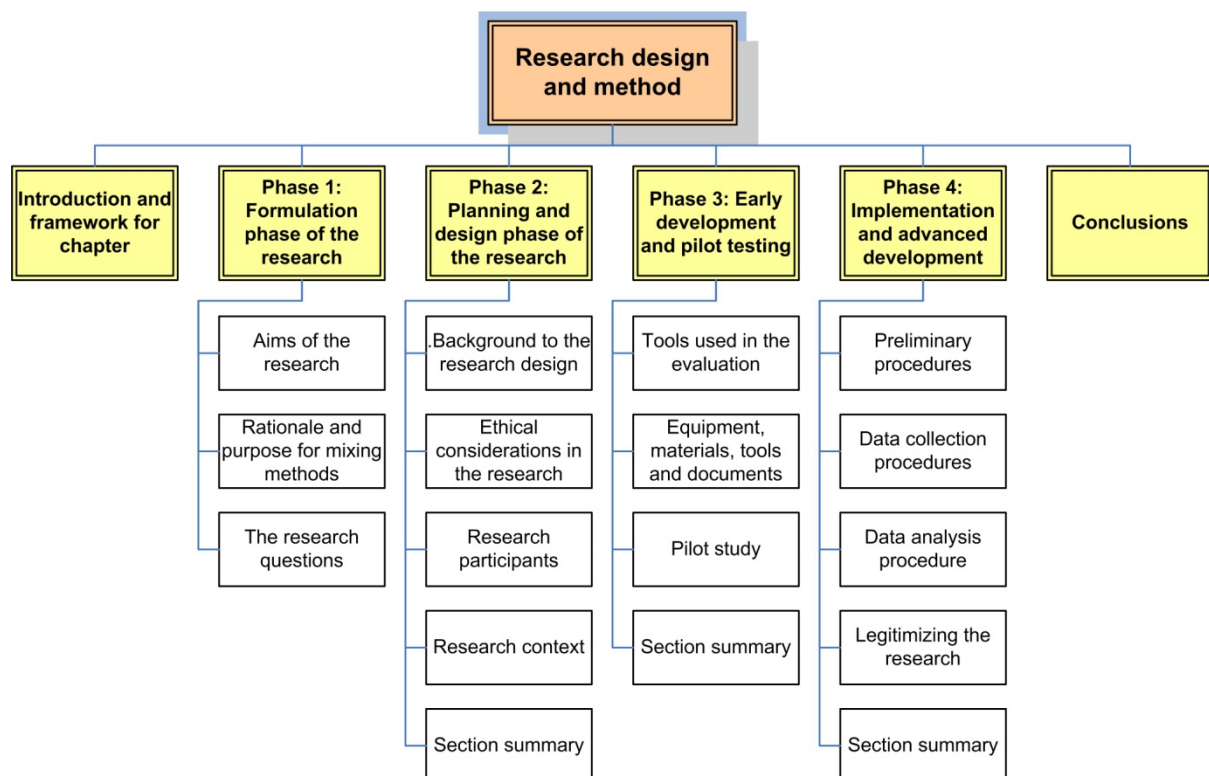 Research design
and method
Introduction and
framework for
chapter
Phase 1:
Formulation
phase of the
research
Phase 2:
Planning and
design phase of
the research
Phase 3: Early
development
and pilot testing
Phase 4:
Implementation
and advanced
development
Conclusions
Aims of the
research
Rationale and
purpose for mixing
methods
The research
questions
.Background to the
research design
Ethical
considerations in
the research
Research
participants
Research context
Section summary
Tools used in the
evaluation
Equipment,
materials, tools
and documents
Pilot study
Section summary
Preliminary
procedures
Data collection
procedures
Data analysis
procedure
Legitimizing the
research
Section summary